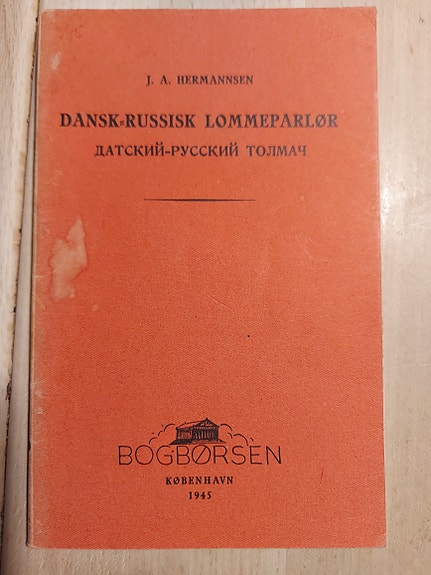 J. A. HERMANNSEN
DANSK-RUSSISK LOMMEPARLØR
ДАТСКИЙ-РУССКИЙ ТОЛМАЧ
BOGBØRSEN
KØBENHAVN
1945